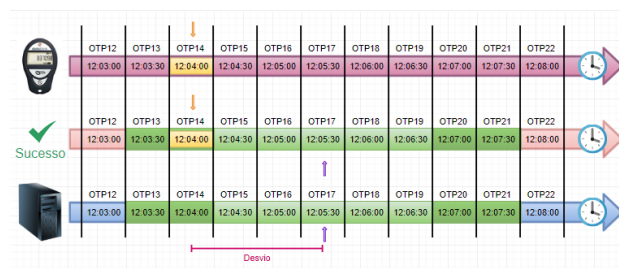 OTP12 OTP13 OTP14 OTP15 OTP16 OTP17 OTP18 OTP19 OTP20 OTP21 OTP22
12:03:00 12:03:30 12:04:00 12:04:30 12:05:00 12:05:30 12:06:00 12:06:30 12:07:00 12:07:30 12:08:00
OTP12 OTP13 OTP14 OTP15 OTP16 OTP17 OTP18 OTP19 OTP20 OTP21 OTP22
12:03:00 12:03:30 12:04:00 12:04:30 12:05:00 12:05:30 12:06:00 12:06:30 12:07:00 12:07:30 12:08:00
Sucesso
OTP12 OTP13 OTP14 OTP15 OTP16 OTP17 OTP18 OTP19 OTP20 OTP21 OTP22
12:03:00 12:03:30 12:04:00 12:04:30 12:05:00 12:05:30 12:06:00 12:06:30 12:07:00 12:07:30 12:08:00
Desvio